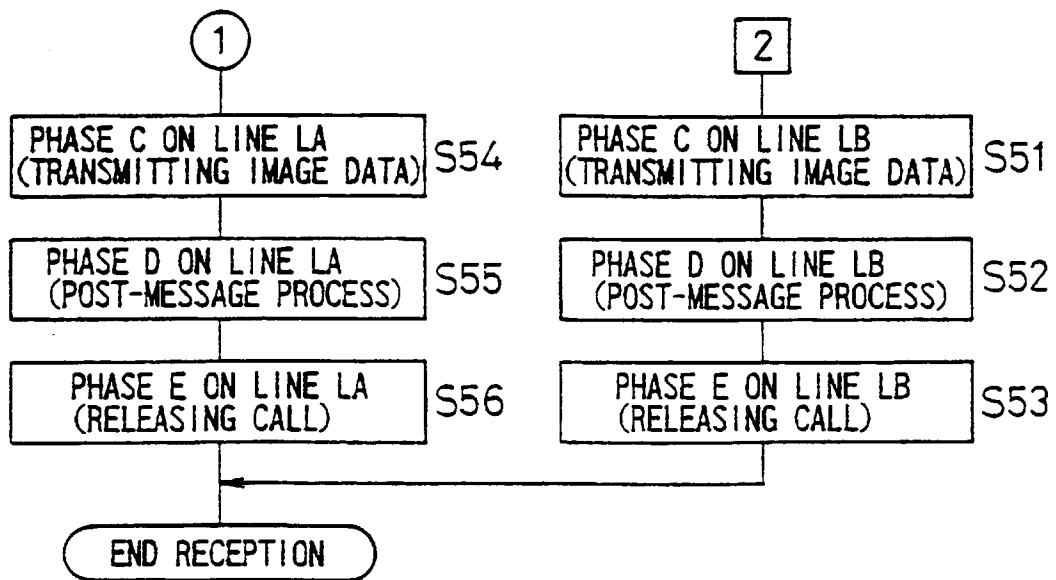 1
PHASE C ON LINE LA
(TRANSMITTING IMAGE DATA)
S54
PHASE D ON LINE LA
(POST-MESSAGE PROCESS)
S55
PHASE E ON LINE LA
(RELEASING CALL)
S56
2
PHASE C ON LINE LB
(TRANSMITTING IMAGE DATA)
S51
PHASE D ON LINE LB
(POST-MESSAGE PROCESS)
S52
PHASE E ON LINE LB
(RELEASING CALL)
S53
END RECEPTION